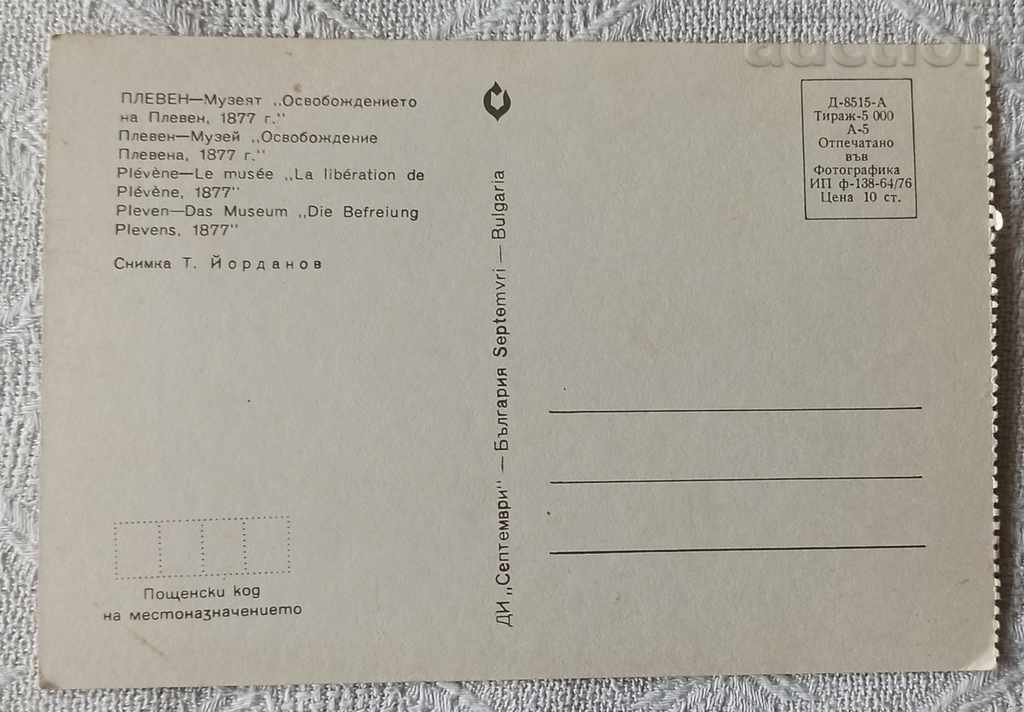 ПЛЕВЕН—Музеят „Освобождението
на Плевен, 1877 г."
Плевен—Музей „Освобождение
Плевена, 1877 г."
Plévène—Le musée „La libération de
Plévène, 1877"
Pleven—Das Museum „Die Befreiung
Plevens, 1877"
Снимка Т. Йорданов
Пощенски код
на местоназначението
ДИ „Септември" — България Septemvri — Bulgaria
Д-8515-А
Тираж-5 000
А-5
Отпечатано
във
Фотографика
ИП ф-138-64/76
Цена 10 ст.
auction